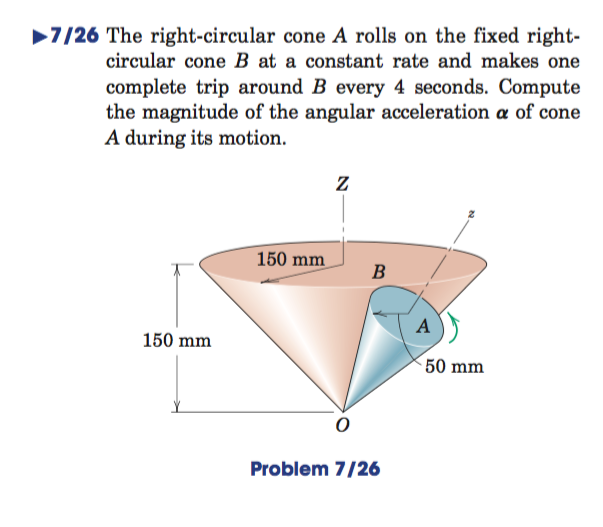 ▶7/26 The right-circular cone A rolls on the fixed right-
circular cone B at a constant rate and makes one
complete trip around B every 4 seconds. Compute
the magnitude of the angular acceleration α of cone
A during its motion.
Z
z
150 mm
B
A
150 mm
50 mm
O
Problem 7/26